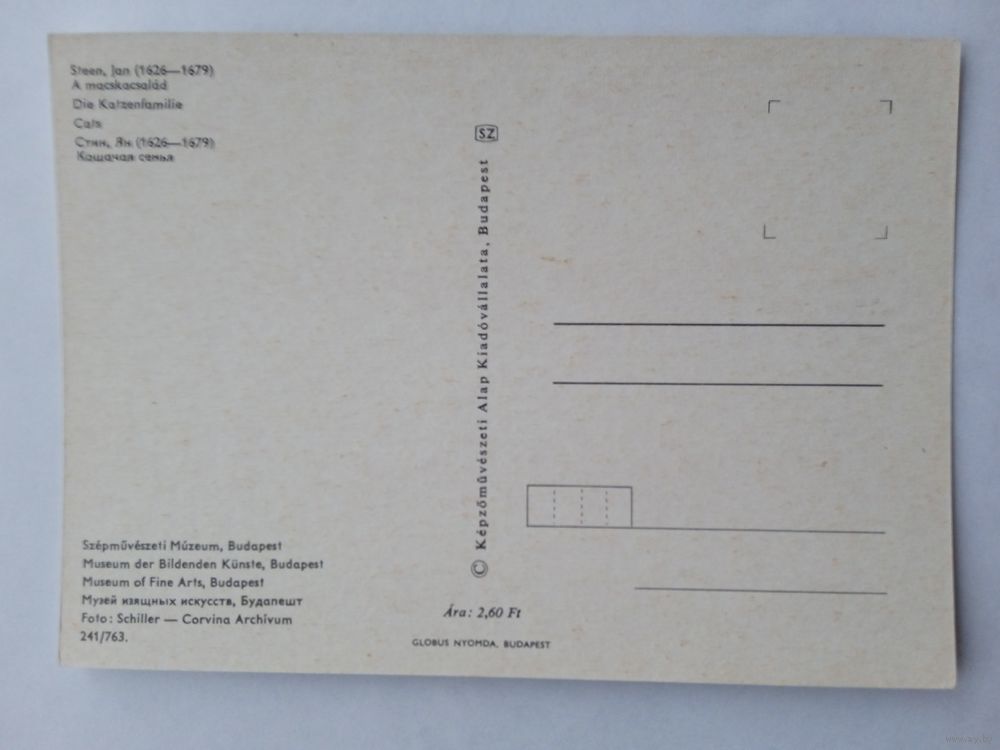 Steen, Jan (1626—1679)
A macskacsalád
Die Katzenfamilie
Cats
Стин, Ян (1626—1679)
Кошачая семья
SZ
© Képzőművészeti Alap Kiadóvállalata, Budapest
Szépművészeti Múzeum, Budapest
Museum der Bildenden Künste, Budapest
Museum of Fine Arts, Budapest
Музей изящных искусств, Будапешт
Foto: Schiller — Corvina Archívum
241/763.
Ára: 2,60 Ft
GLOBUS NYOMDA, BUDAPEST